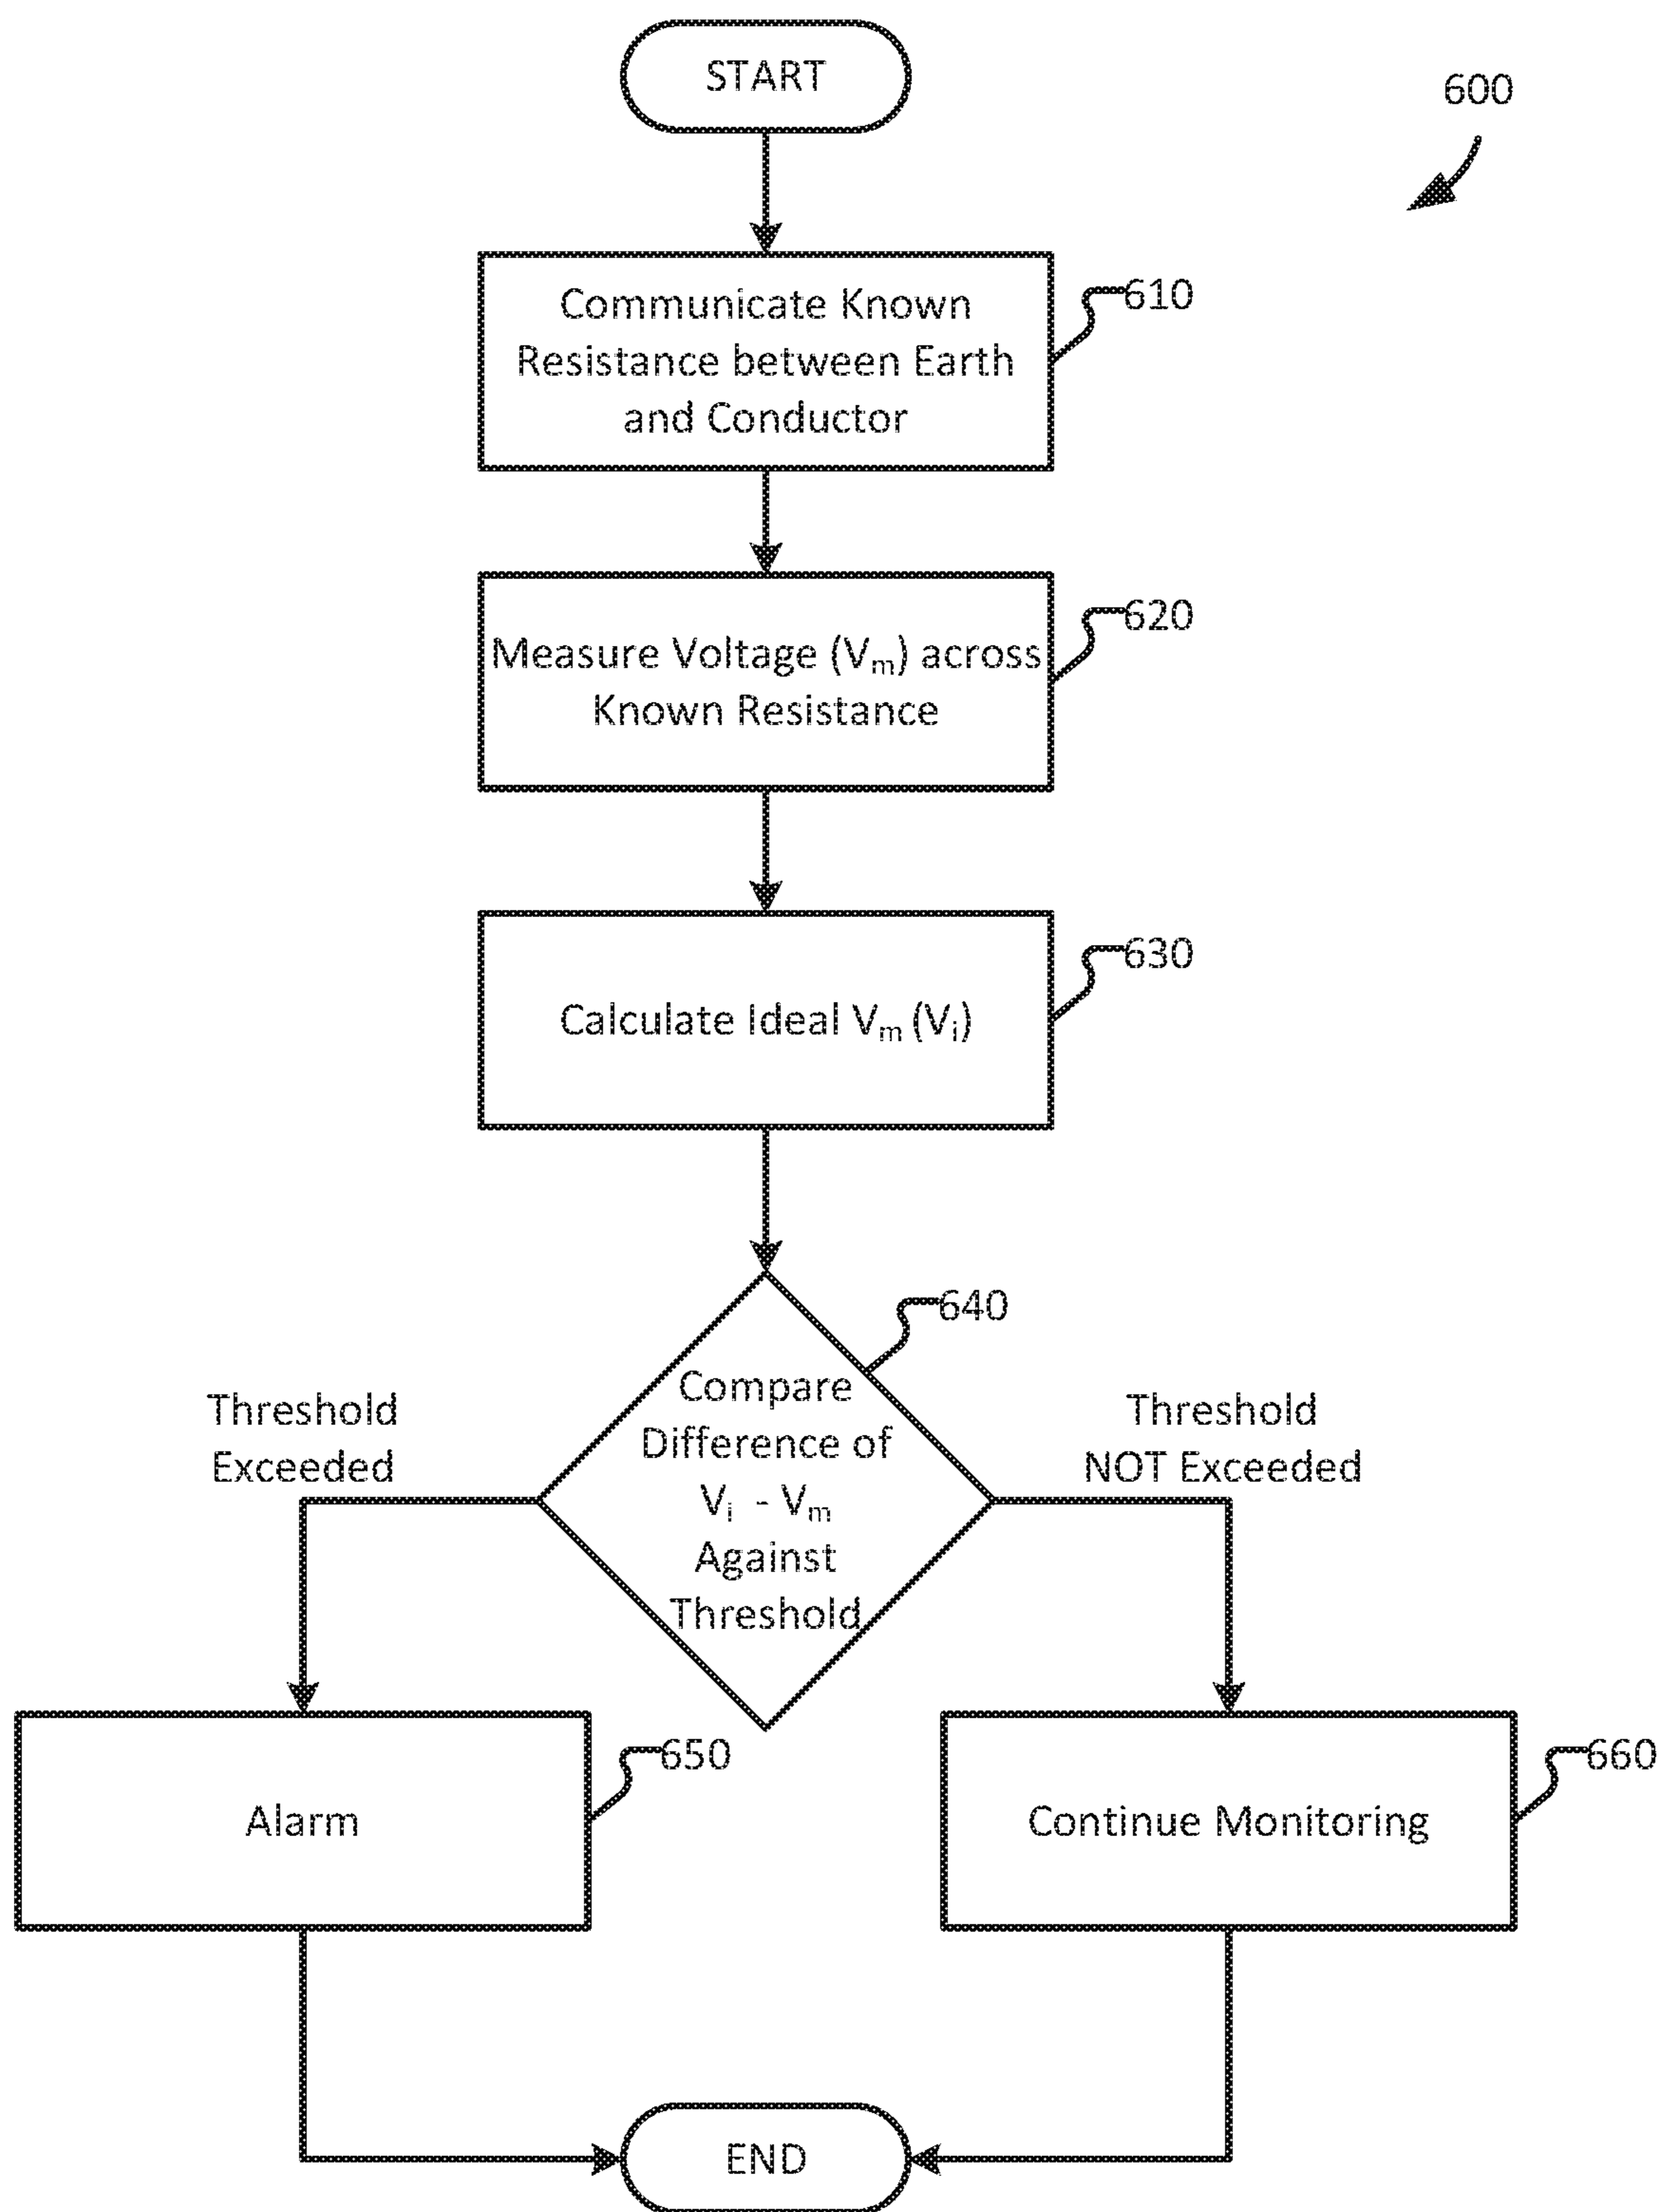 START
600
Communicate Known
Resistance between Earth
and Conductor
610
Measure Voltage (Vm) across
Known Resistance
620
Calculate Ideal Vm (Vi)
630
640
Compare
Difference of
Vi - Vm
Against
Threshold
Threshold
Exceeded
Threshold
NOT Exceeded
Alarm
650
Continue Monitoring
660
END